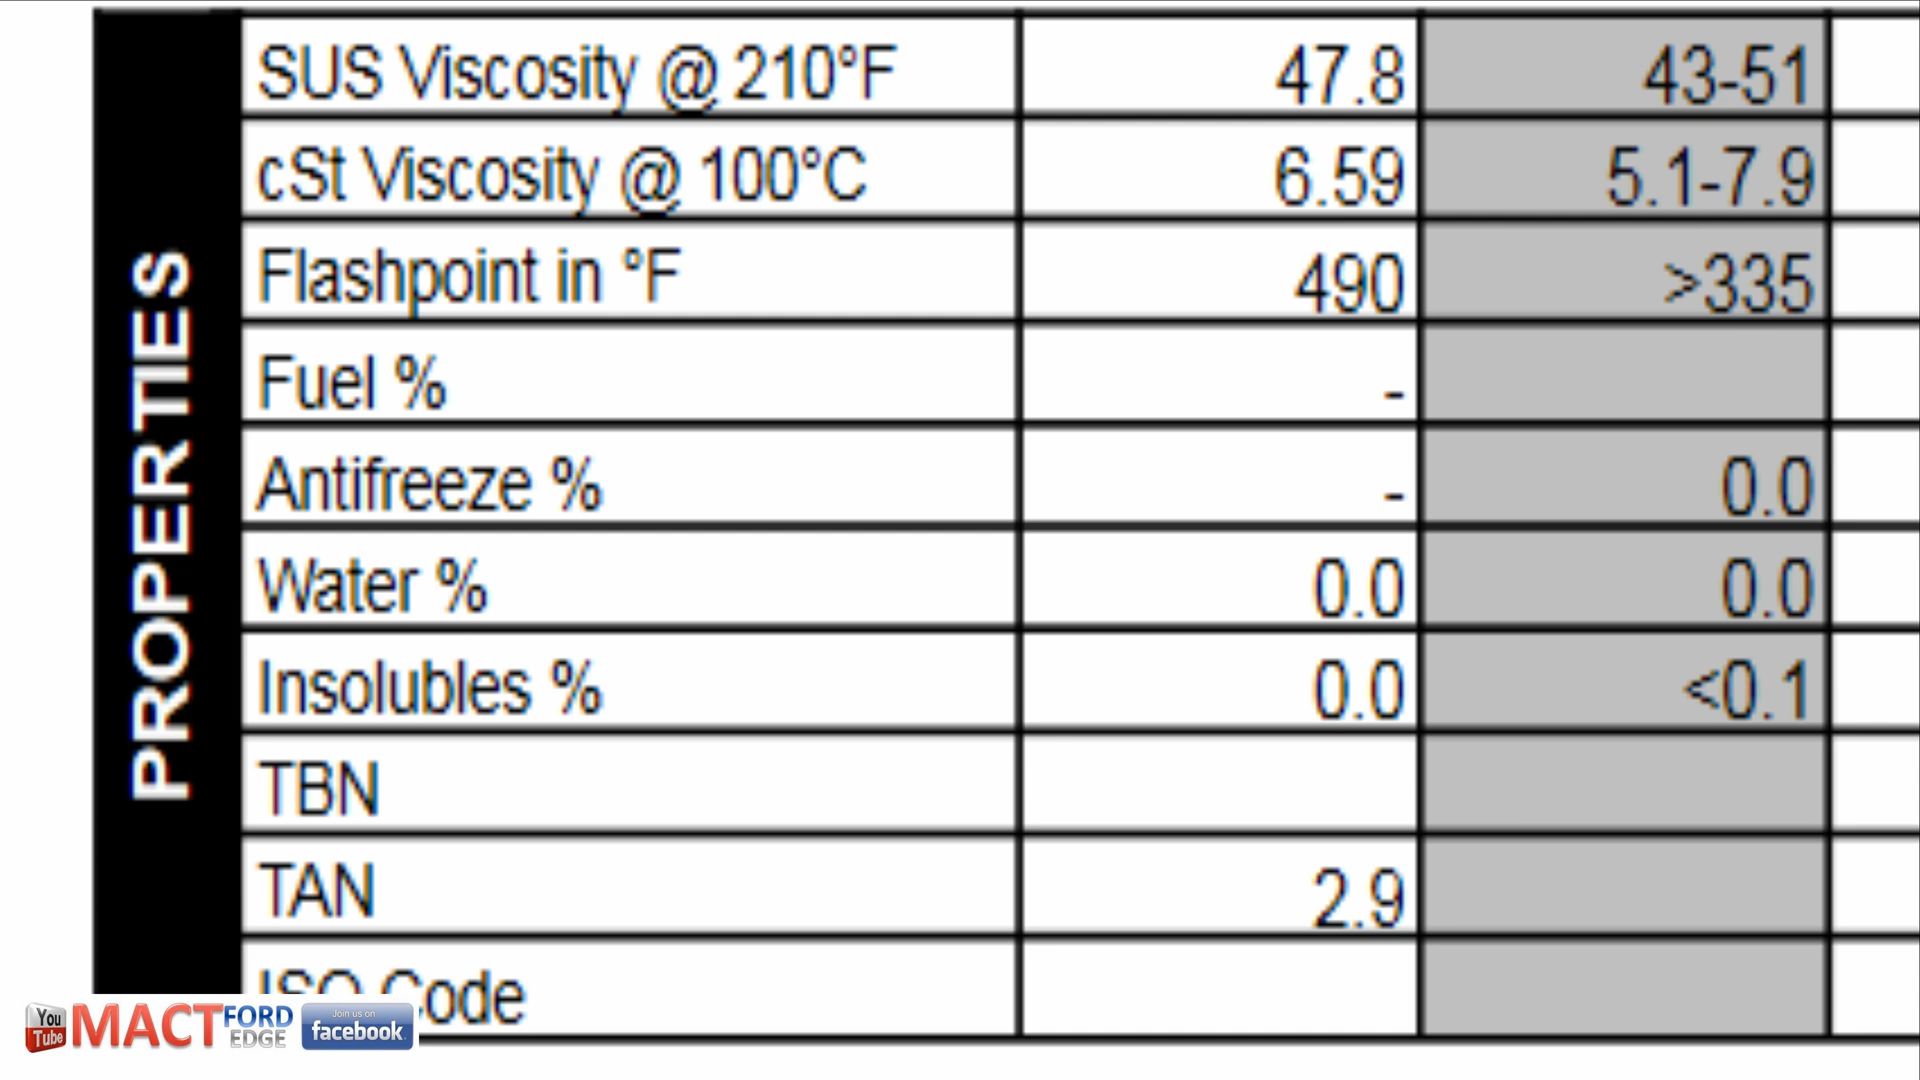 PROPERTIES
SUS Viscosity @ 210°F 47.8 43-51
cSt Viscosity @ 100°C 6.59 5.1-7.9
Flashpoint in °F 490 >335
Fuel % -
Antifreeze % - 0.0
Water % 0.0 0.0
Insolubles % 0.0 <0.1
TBN
TAN 2.9
ISO Code
You Tube MACT FORD EDGE Join us on facebook